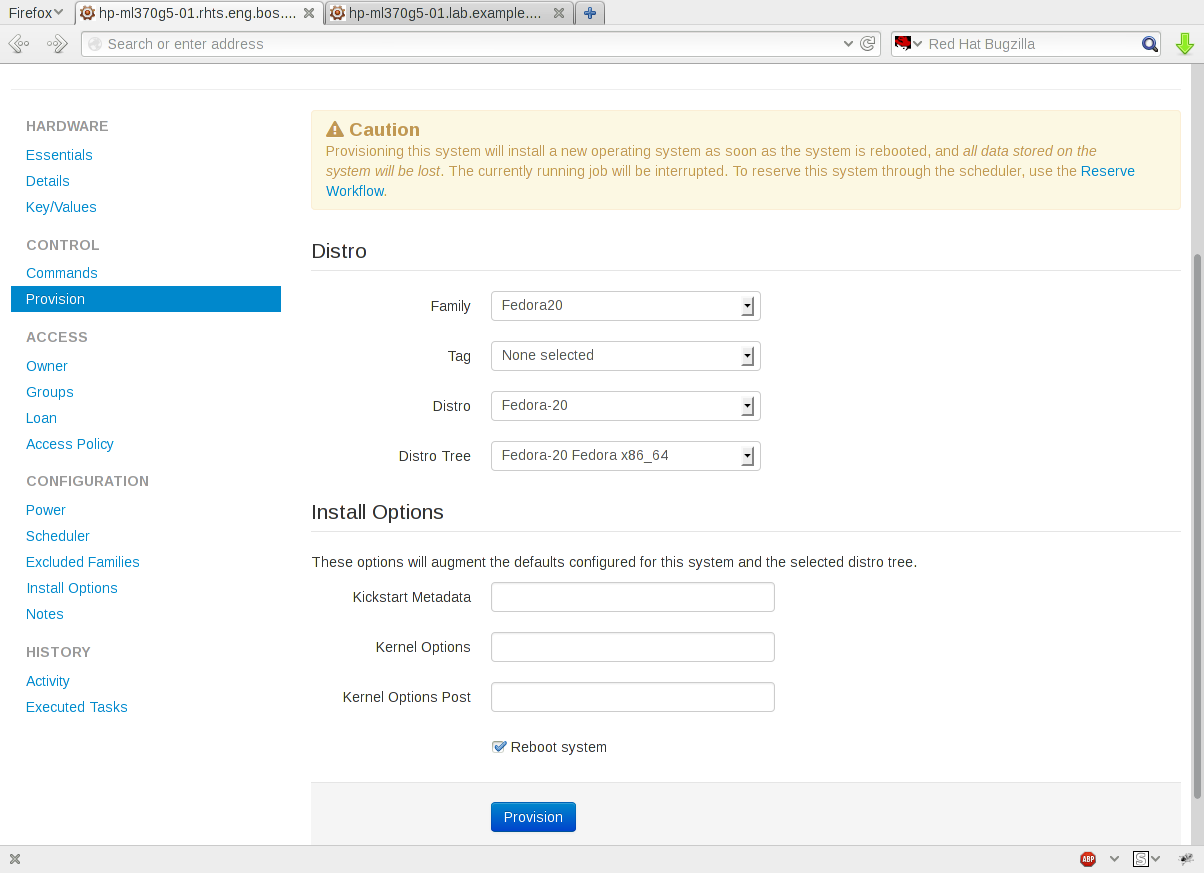 Firefox
hp-ml370g5-01.rhts.eng.bos....
hp-ml370g5-01.lab.example....
Search or enter address
Red Hat Bugzilla
HARDWARE
Essentials
Details
Key/Values
CONTROL
Commands
Provision
ACCESS
Owner
Groups
Loan
Access Policy
CONFIGURATION
Power
Scheduler
Excluded Families
Install Options
Notes
HISTORY
Activity
Executed Tasks
Caution
Provisioning this system will install a new operating system as soon as the system is rebooted, and all data stored on the
system will be lost. The currently running job will be interrupted. To reserve this system through the scheduler, use the Reserve
Workflow.
Distro
Family Fedora20
Tag None selected
Distro Fedora-20
Distro Tree Fedora-20 Fedora x86_64
Install Options
These options will augment the defaults configured for this system and the selected distro tree.
Kickstart Metadata
Kernel Options
Kernel Options Post
Reboot system
Provision
ABP
S